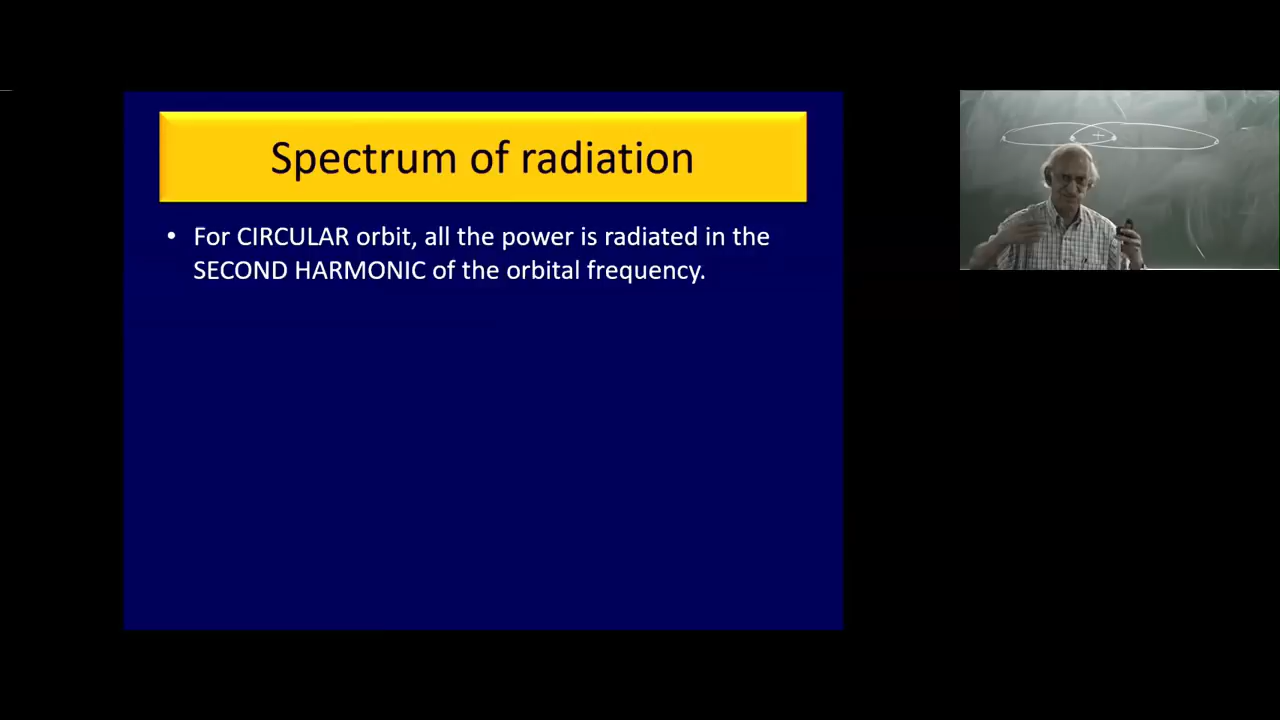 Spectrum of radiation
• For CIRCULAR orbit, all the power is radiated in the
SECOND HARMONIC of the orbital frequency.